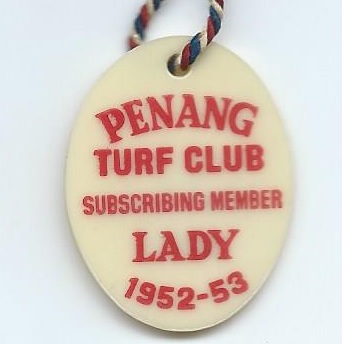 PENANG
TURF CLUB
SUBSCRIBING MEMBER
LADY
1952-53